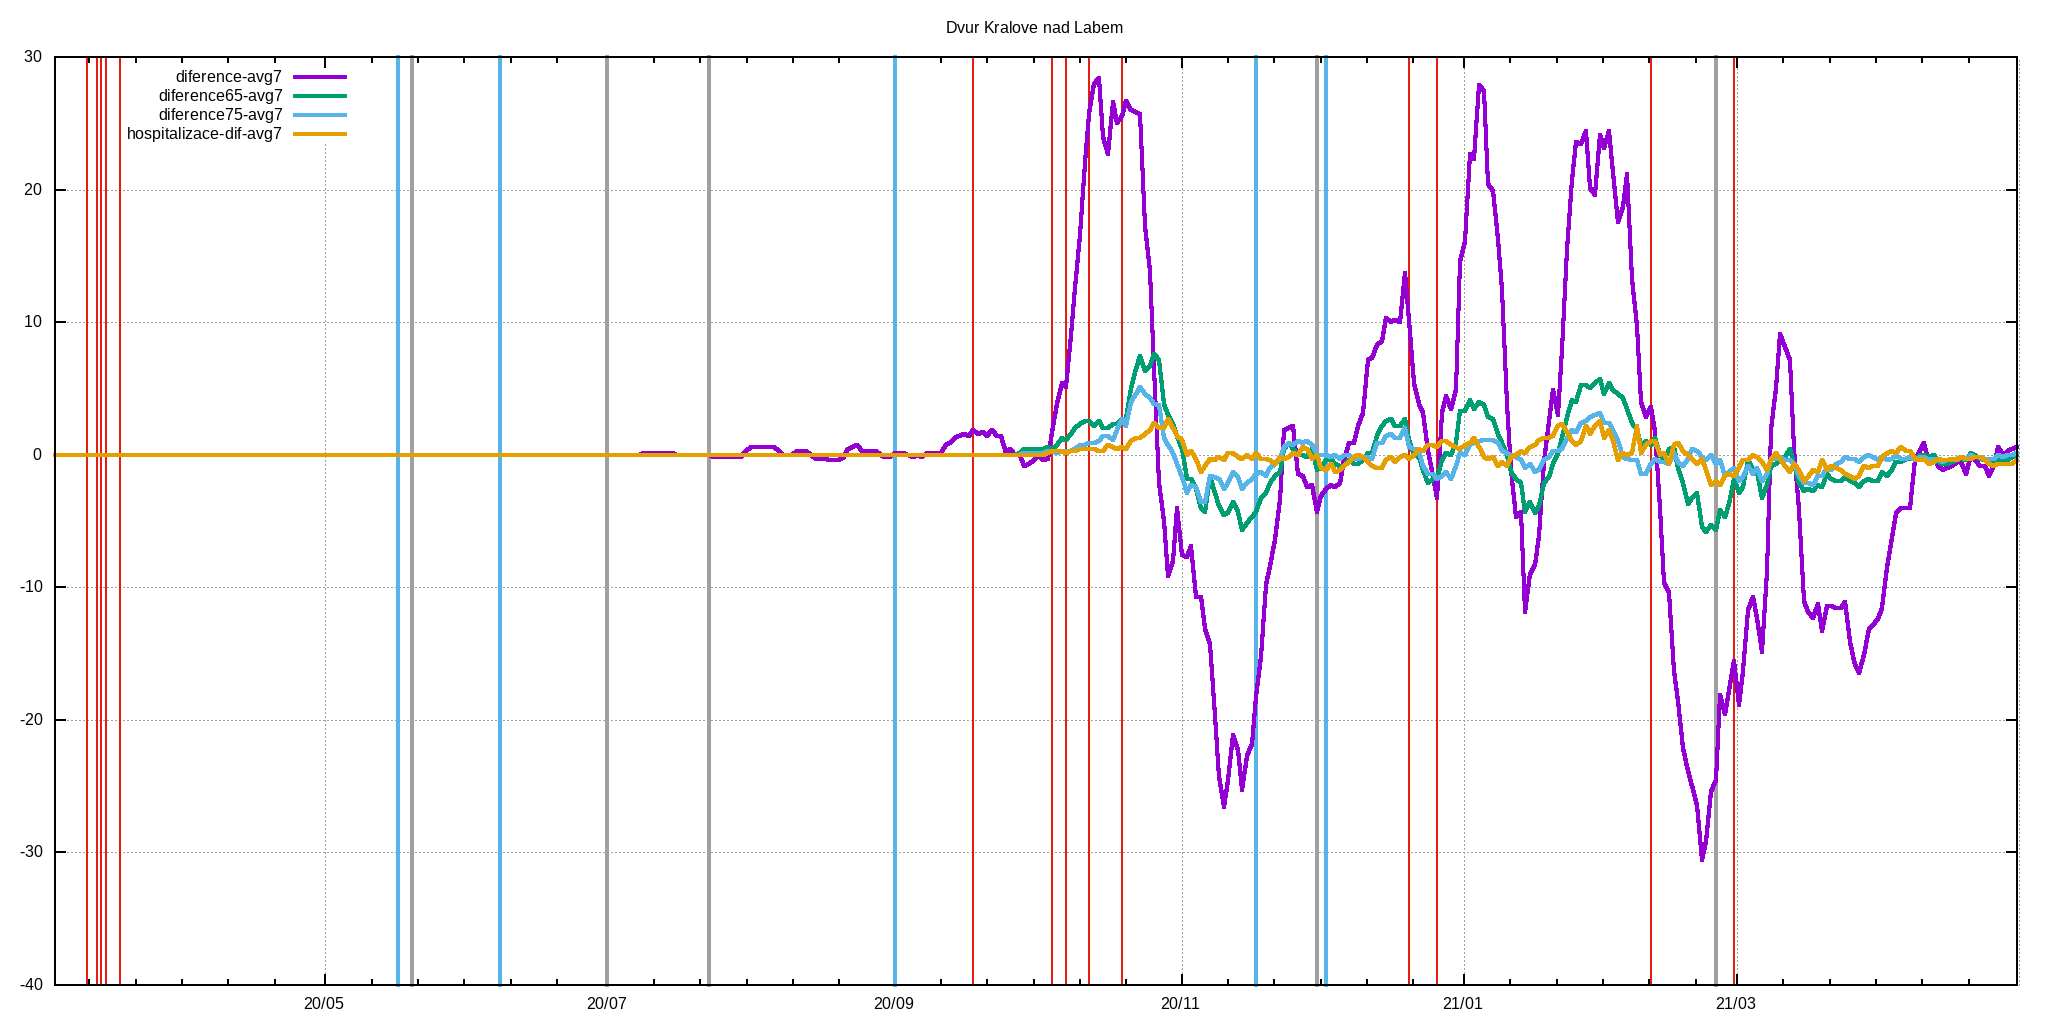 Dvur Kralove nad Labem
30
diference-avg7
diference65-avg7
diference75-avg7
hospitalizace-dif-avg7
20
10
0
-10
-20
-30
-40
20/05 20/07 20/09 20/11 21/01 21/03